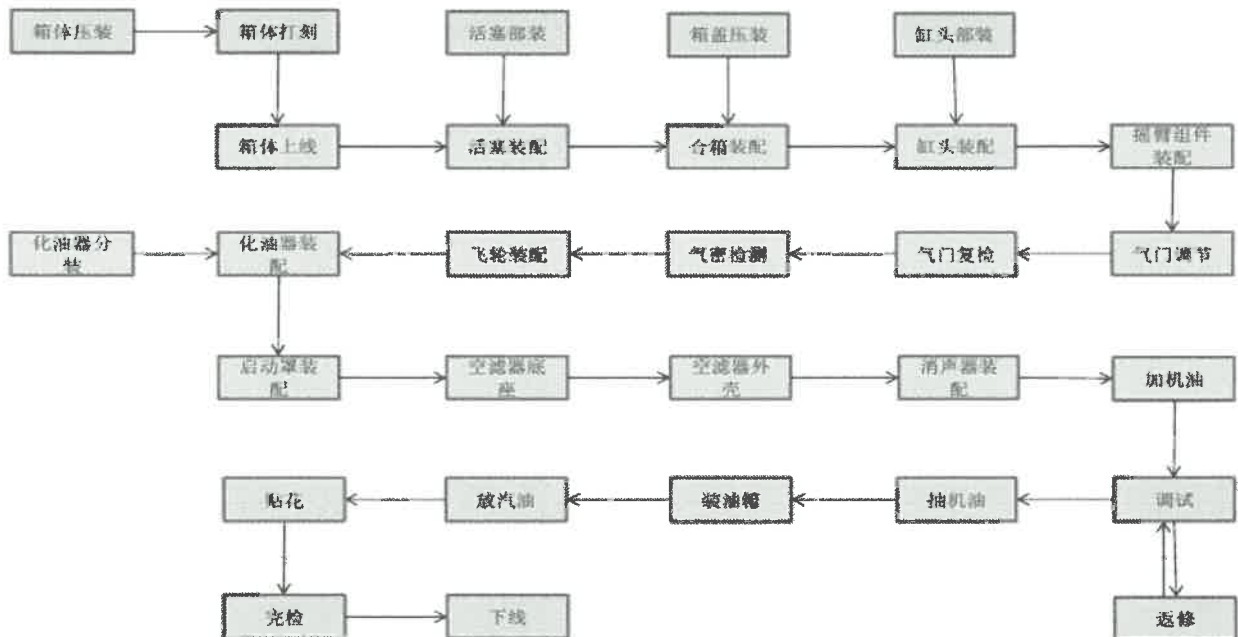 箱体压装
箱体打刻
活塞部装
箱盖压装
缸头部装
箱体上线
活塞装配
合箱装配
缸头装配
摇臂组件
装配
化油器分
装
化油器装
配
飞轮装配
气密检测
气门复检
气门调节
启动罩装
配
空滤器底
座
空滤器外
壳
消声器装
配
加机油
贴花
放汽油
装油箱
抽机油
调试
完检
下线
返修